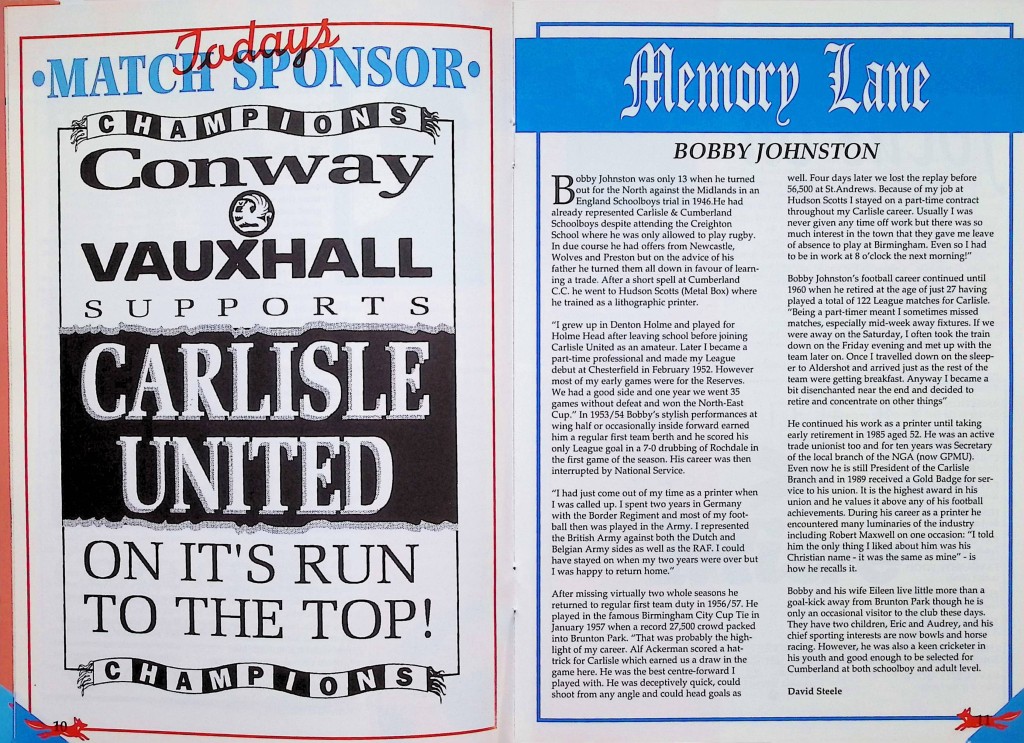 Todays
•MATCH SPONSOR•
CHAMPIONS
Conway
VAUXHALL
SUPPORTS
CARLISLE
UNITED
ON IT'S RUN
TO THE TOP!
CHAMPIONS
10
Memory Lane
BOBBY JOHNSTON
Bobby Johnston was only 13 when he turned
out for the North against the Midlands in an
England Schoolboys trial in 1946.He had
already represented Carlisle & Cumberland
Schoolboys despite attending the Creighton
School where he was only allowed to play rugby.
In due course he had offers from Newcastle,
Wolves and Preston but on the advice of his
father he turned them all down in favour of learn-
ing a trade. After a short spell at Cumberland
C.C. he went to Hudson Scotts (Metal Box) where
he trained as a lithographic printer.
"I grew up in Denton Holme and played for
Holme Head after leaving school before joining
Carlisle United as an amateur. Later I became a
part-time professional and made my League
debut at Chesterfield in February 1952. However
most of my early games were for the Reserves.
We had a good side and one year we went 35
games without defeat and won the North-East
Cup." In 1953/54 Bobby's stylish performances at
wing half or occasionally inside forward earned
him a regular first team berth and he scored his
only League goal in a 7-0 drubbing of Rochdale in
the first game of the season. His career was then
interrupted by National Service.
"I had just come out of my time as a printer when
I was called up. I spent two years in Germany
with the Border Regiment and most of my foot-
ball then was played in the Army. I represented
the British Army against both the Dutch and
Belgian Army sides as well as the RAF. I could
have stayed on when my two years were over but
I was happy to return home."
After missing virtually two whole seasons he
returned to regular first team duty in 1956/57. He
played in the famous Birmingham City Cup Tie in
January 1957 when a record 27,500 crowd packed
into Brunton Park. "That was probably the high-
light of my career. Alf Ackerman scored a hat-
trick for Carlisle which earned us a draw in the
game here. He was the best centre-forward I
played with. He was deceptively quick, could
shoot from any angle and could head goals as
well. Four days later we lost the replay before
56,500 at St.Andrews. Because of my job at
Hudson Scotts I stayed on a part-time contract
throughout my Carlisle career. Usually I was
never given any time off work but there was so
much interest in the town that they gave me leave
of absence to play at Birmingham. Even so I had
to be in work at 8 o'clock the next morning!"
Bobby Johnston's football career continued until
1960 when he retired at the age of just 27 having
played a total of 122 League matches for Carlisle.
"Being a part-timer meant I sometimes missed
matches, especially mid-week away fixtures. If we
were away on the Saturday, I often took the train
down on the Friday evening and met up with the
team later on. Once I travelled down on the sleep-
er to Aldershot and arrived just as the rest of the
team were getting breakfast. Anyway I became a
bit disenchanted near the end and decided to
retire and concentrate on other things"
He continued his work as a printer until taking
early retirement in 1985 aged 52. He was an active
trade unionist too and for ten years was Secretary
of the local branch of the NGA (now GPMU).
Even now he is still President of the Carlisle
Branch and in 1989 received a Gold Badge for ser-
vice to his union. It is the highest award in his
union and he values it above any of his football
achievements. During his career as a printer he
encountered many luminaries of the industry
including Robert Maxwell on one occasion: "I told
him the only thing I liked about him was his
Christian name - it was the same as mine" - is
how he recalls it.
Bobby and his wife Eileen live little more than a
goal-kick away from Brunton Park though he is
only an occasional visitor to the club these days.
They have two children, Eric and Audrey, and his
chief sporting interests are now bowls and horse
racing. However, he was also a keen cricketer in
his youth and good enough to be selected for
Cumberland at both schoolboy and adult level.
David Steele
11